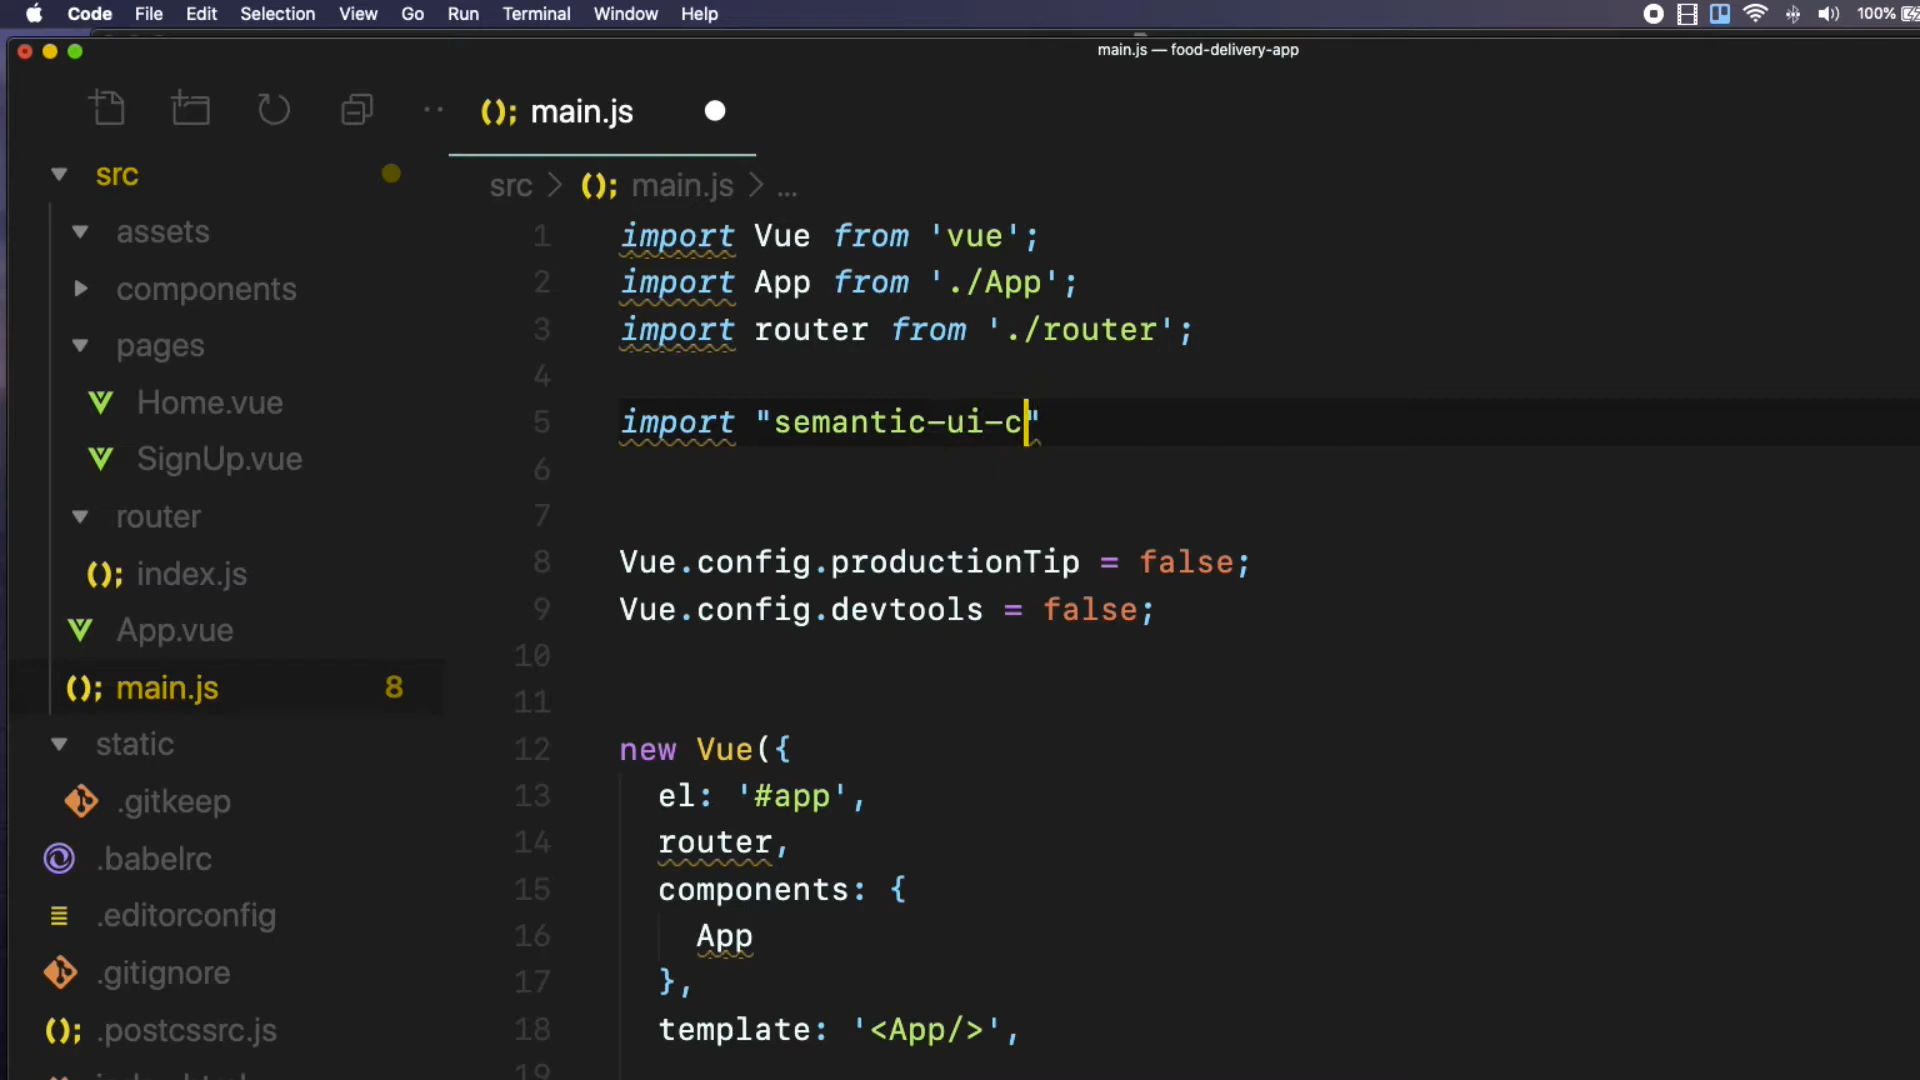 Code File Edit Selection View Go Run Terminal Window Help 100%
main.js — food-delivery-app
(); main.js
src
src > (); main.js > ...
assets
components
pages
Home.vue
SignUp.vue
router
(); index.js
App.vue
(); main.js 8
static
.gitkeep
.babelrc
.editorconfig
.gitignore
(); .postcssrc.js
1 import Vue from 'vue';
2 import App from './App';
3 import router from './router';
4
5 import "semantic-ui-c"
6
7
8 Vue.config.productionTip = false;
9 Vue.config.devtools = false;
10
11
12 new Vue({
13 el: '#app',
14 router,
15 components: {
16 App
17 },
18 template: '<App/>',
19